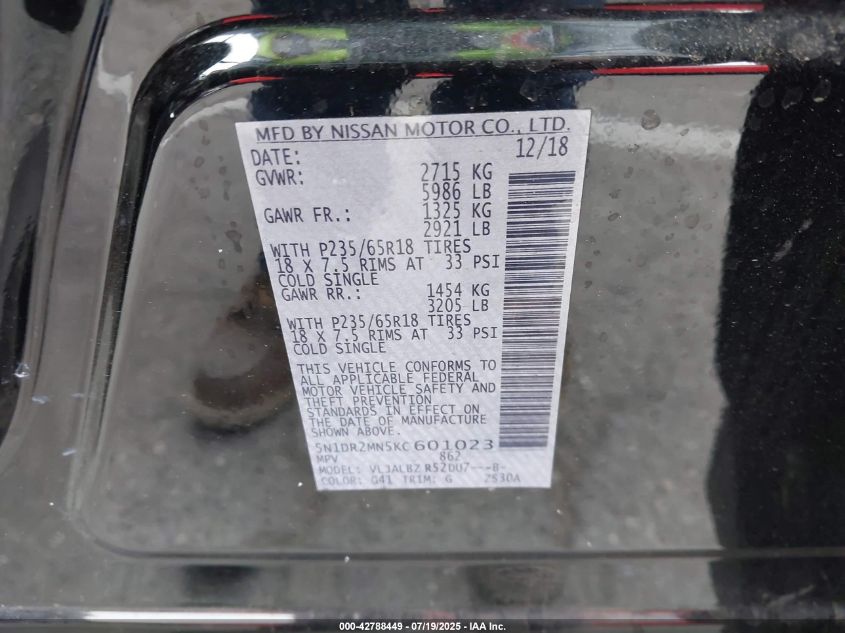 MFD BY NISSAN MOTOR CO., LTD.
DATE: 12/18
GVWR: 2715 KG
5986 LB
GAWR FR.: 1325 KG
2921 LB
WITH P235/65R18 TIRES
18 X 7.5 RIMS AT 33 PSI
COLD SINGLE
GAWR RR.: 1454 KG
3205 LB
WITH P235/65R18 TIRES
18 X 7.5 RIMS AT 33 PSI
COLD SINGLE
THIS VEHICLE CONFORMS TO
ALL APPLICABLE FEDERAL
MOTOR VEHICLE SAFETY AND
THEFT PREVENTION
STANDARDS IN EFFECT ON
THE DATE OF MANUFACTURE
SHOWN ABOVE.
5N1DR2MN5KC601023
MPV 862
MODEL: VLJALBZ R52DU7---B-
COLOR: G41 TRIM: G ZS30A
000-42788449 - 07/19/2025 - IAA Inc.